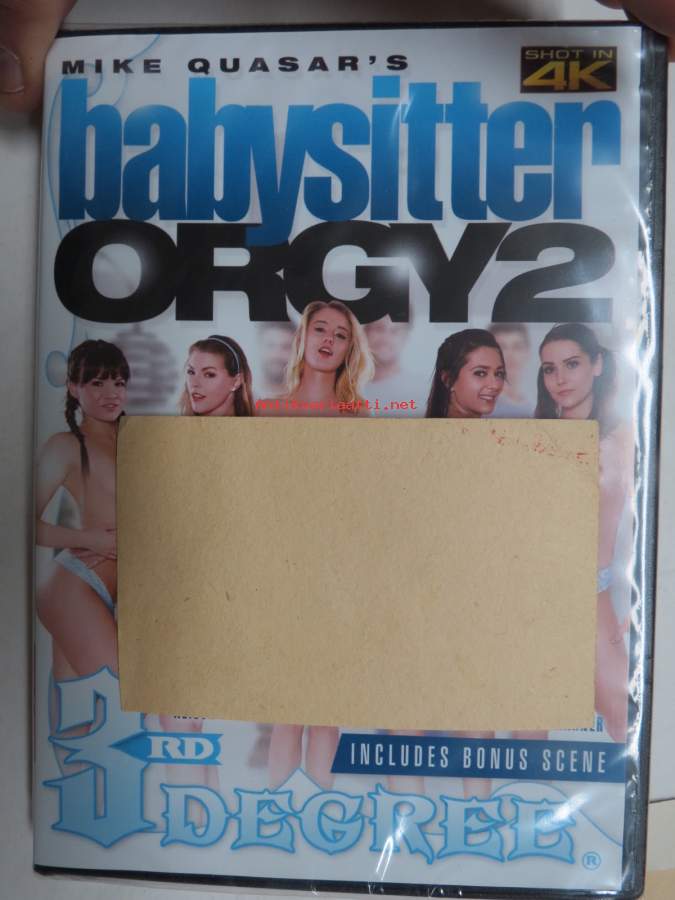 MIKE QUASAR'S
SHOT IN
4K
babysitter
ORGY2
3RD
INCLUDES BONUS SCENE
DEGREE®